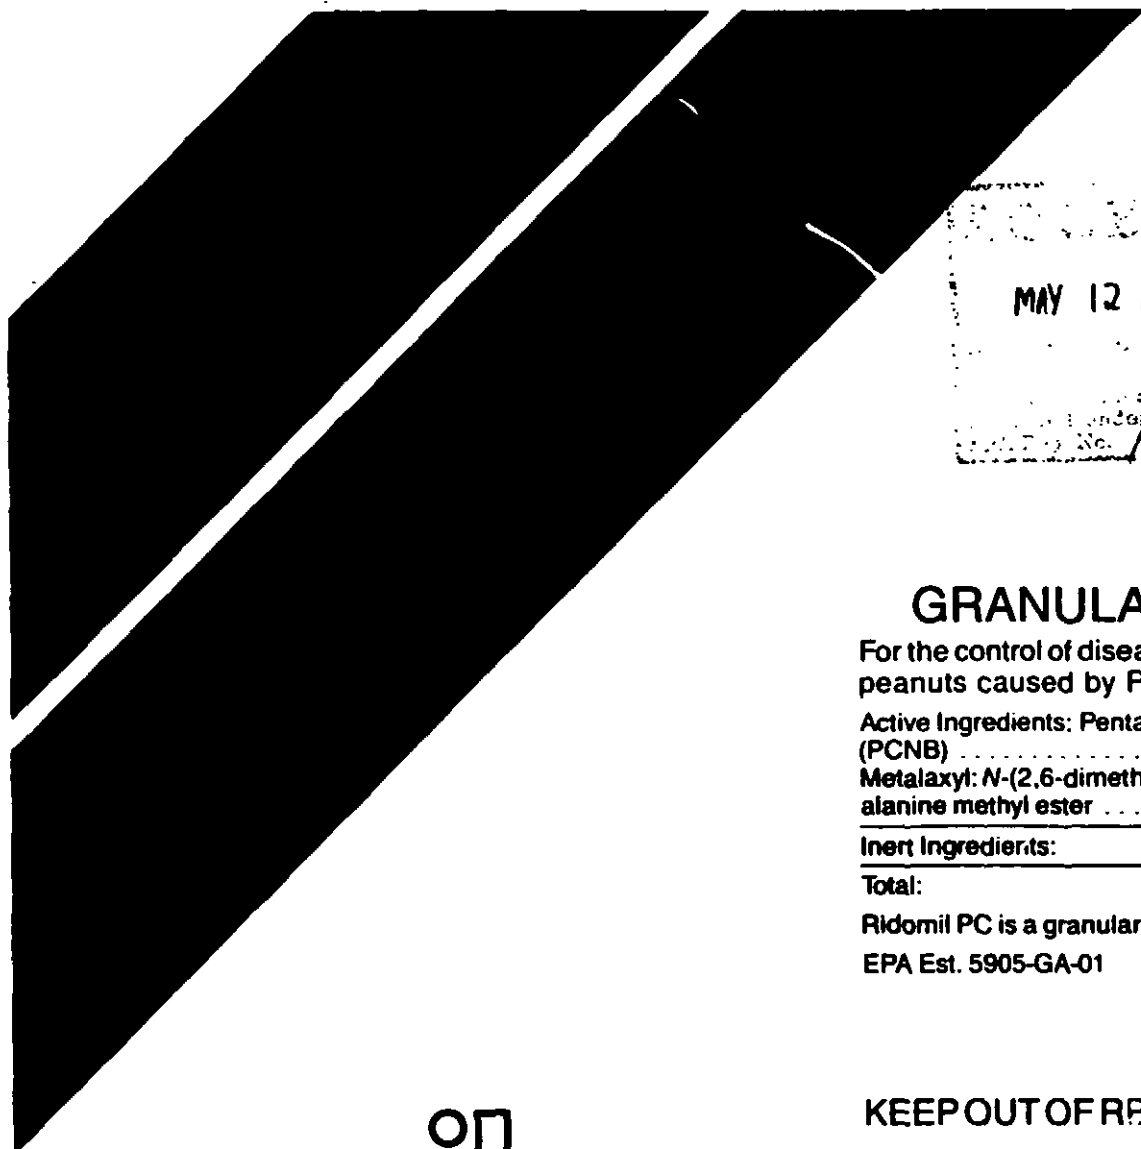 MAY 12
No.
GRANULA
For the control of disea
peanuts caused by P
Active Ingredients: Penta
(PCNB) . . . . . . . . . . . . . . .
Metalaxyl: N-(2,6-dimeth
alanine methyl ester . . .
Inert Ingredients:
Total:
Ridomil PC is a granular
EPA Est. 5905-GA-01
KEEP OUT OF RE